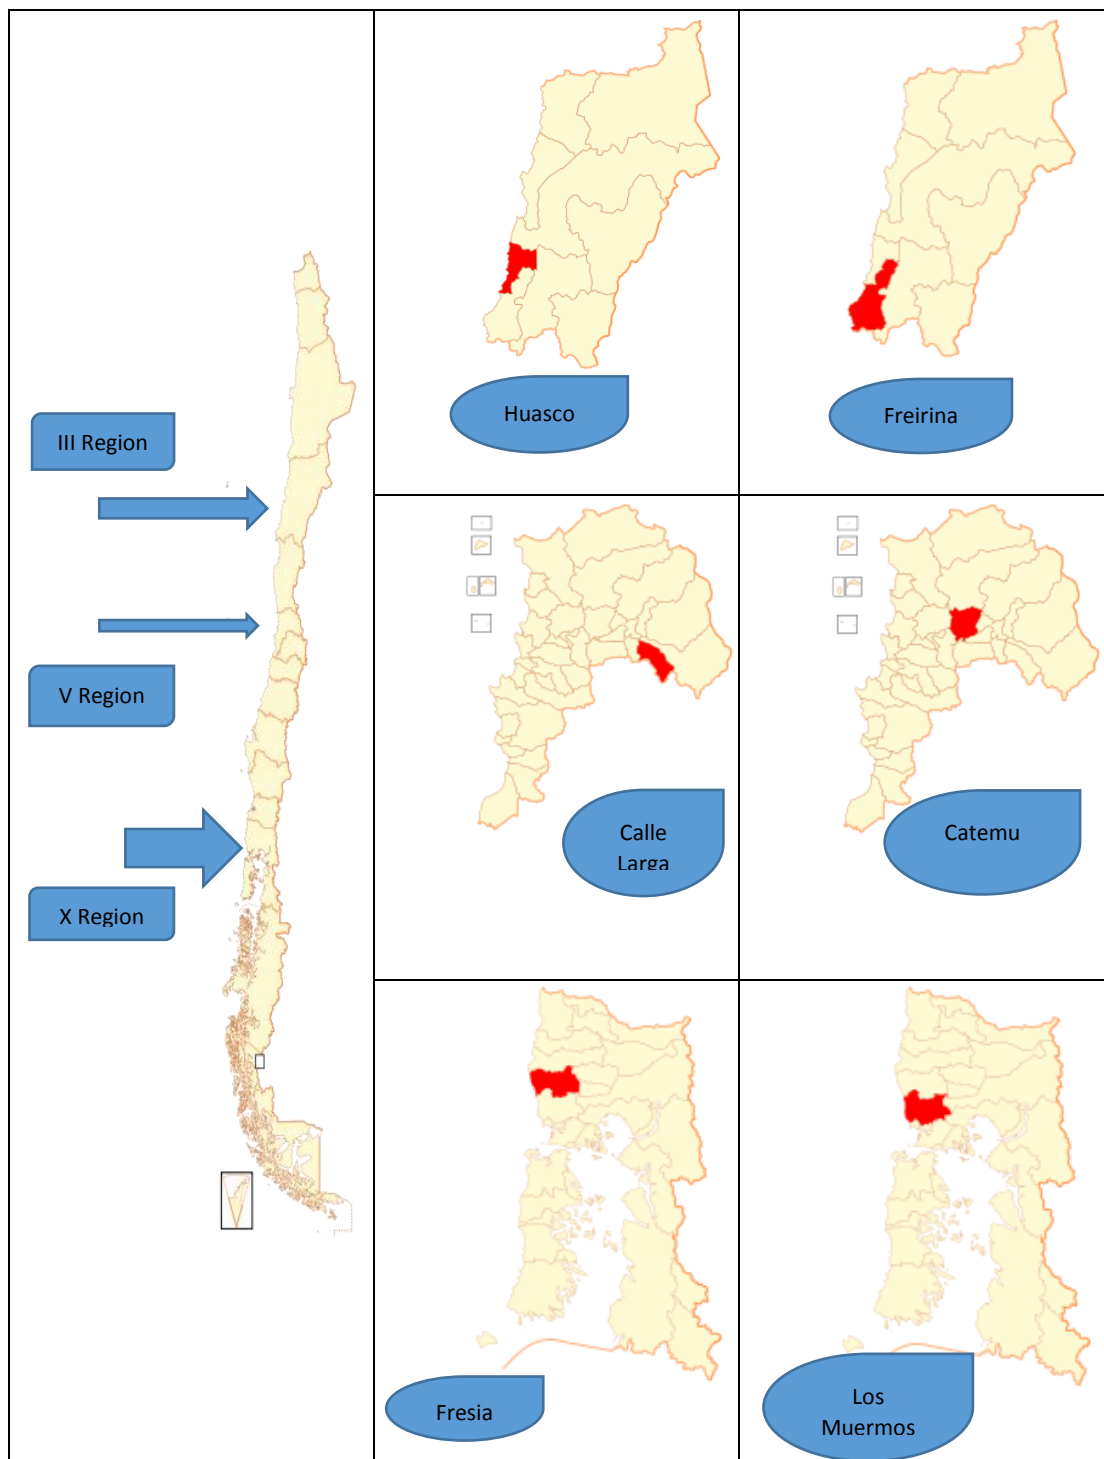 III Region
V Region
X Region
Huasco
Freirina
Calle
Larga
Catemu
Fresia
Los
Muermos